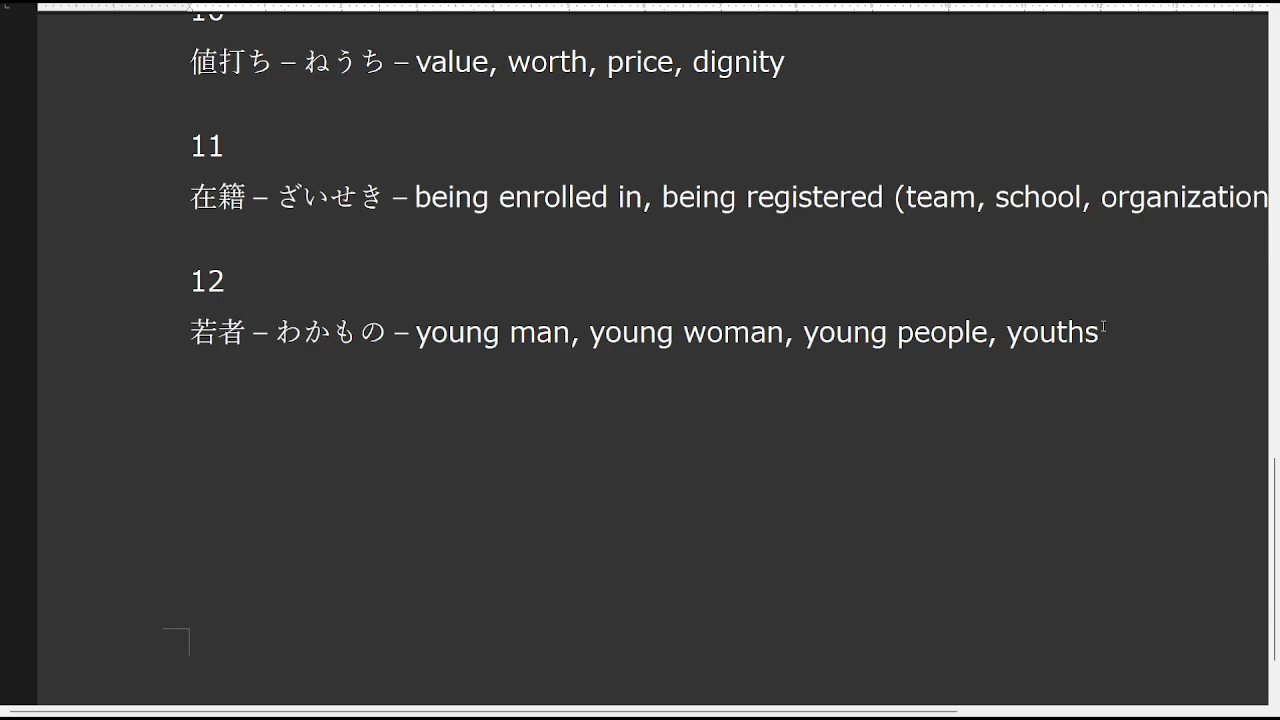 10
値打ち – ねうち – value, worth, price, dignity
11
在籍 – ざいせき – being enrolled in, being registered (team, school, organization
12
若者 – わかもの – young man, young woman, young people, youths